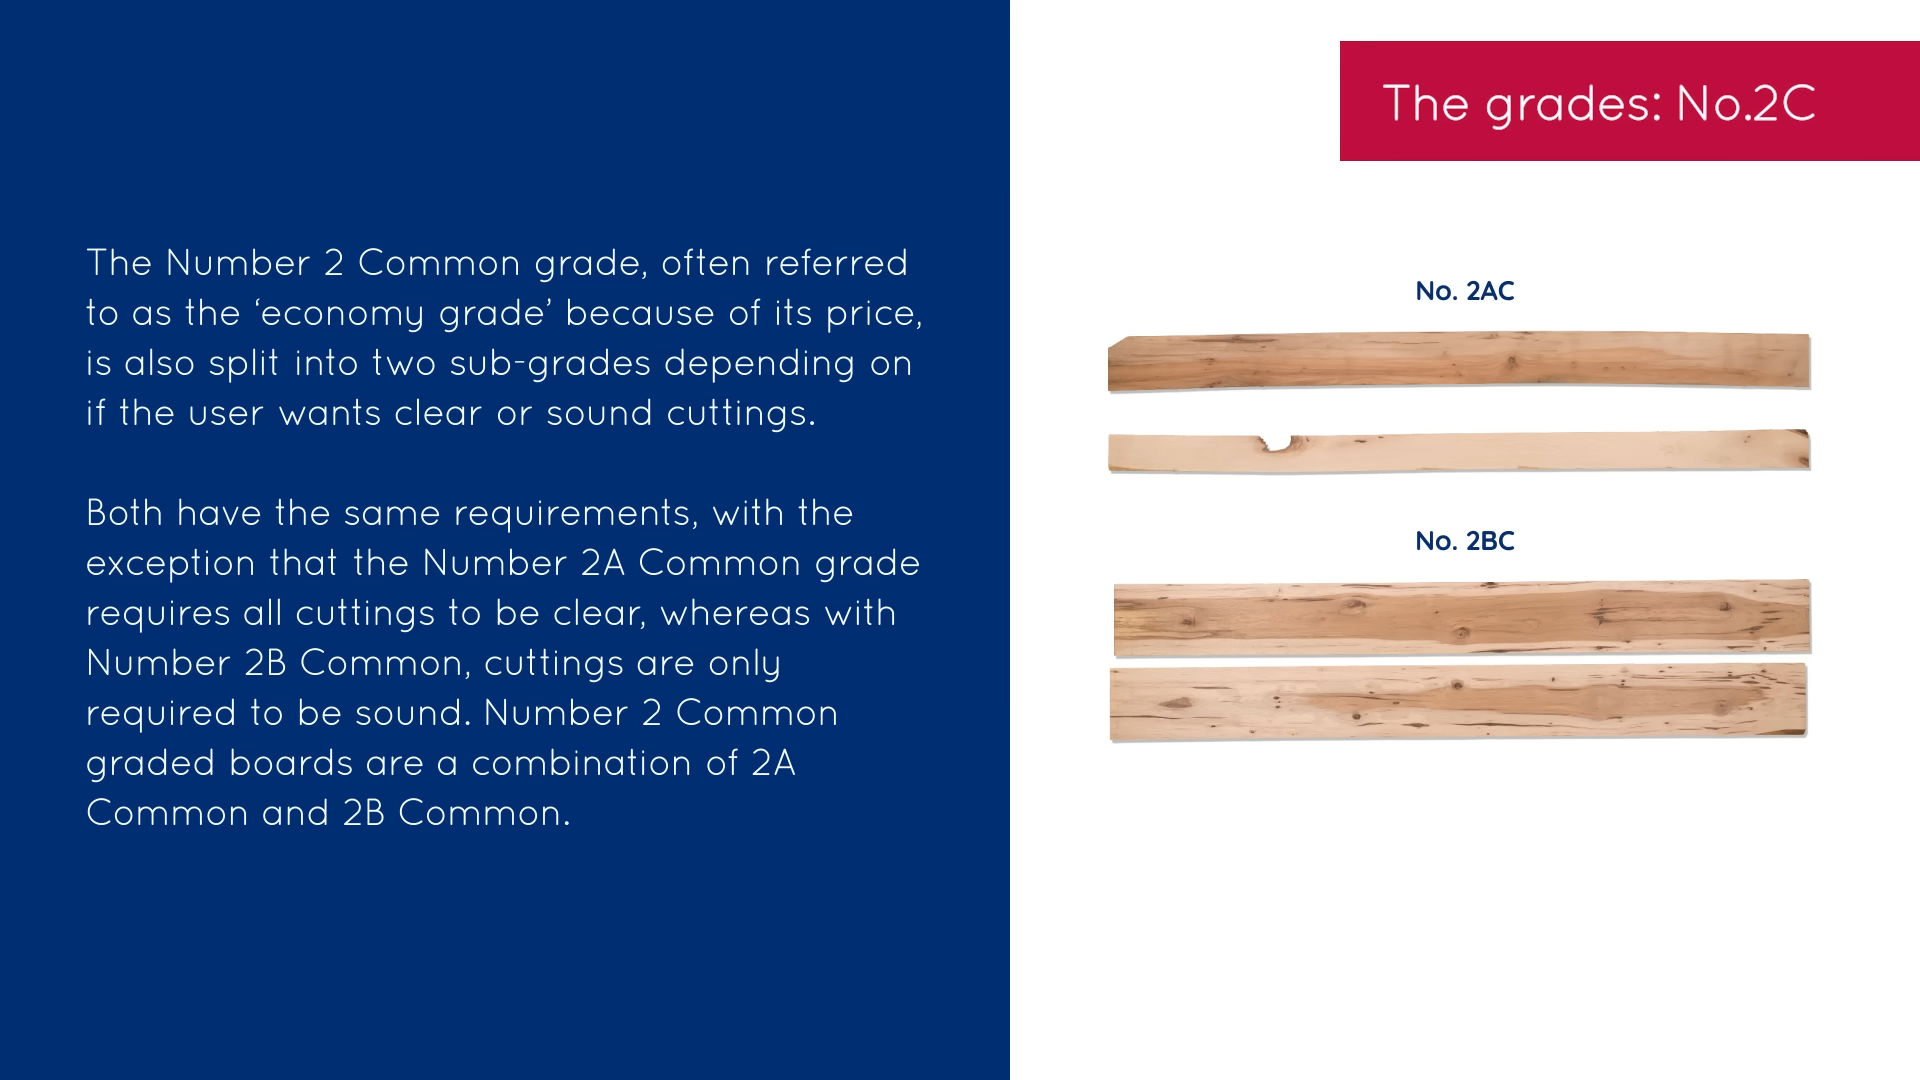 The grades: No.2C
The Number 2 Common grade, often referred
to as the ‘economy grade’ because of its price,
is also split into two sub-grades depending on
if the user wants clear or sound cuttings.
Both have the same requirements, with the
exception that the Number 2A Common grade
requires all cuttings to be clear, whereas with
Number 2B Common, cuttings are only
required to be sound. Number 2 Common
graded boards are a combination of 2A
Common and 2B Common.
No. 2AC
No. 2BC